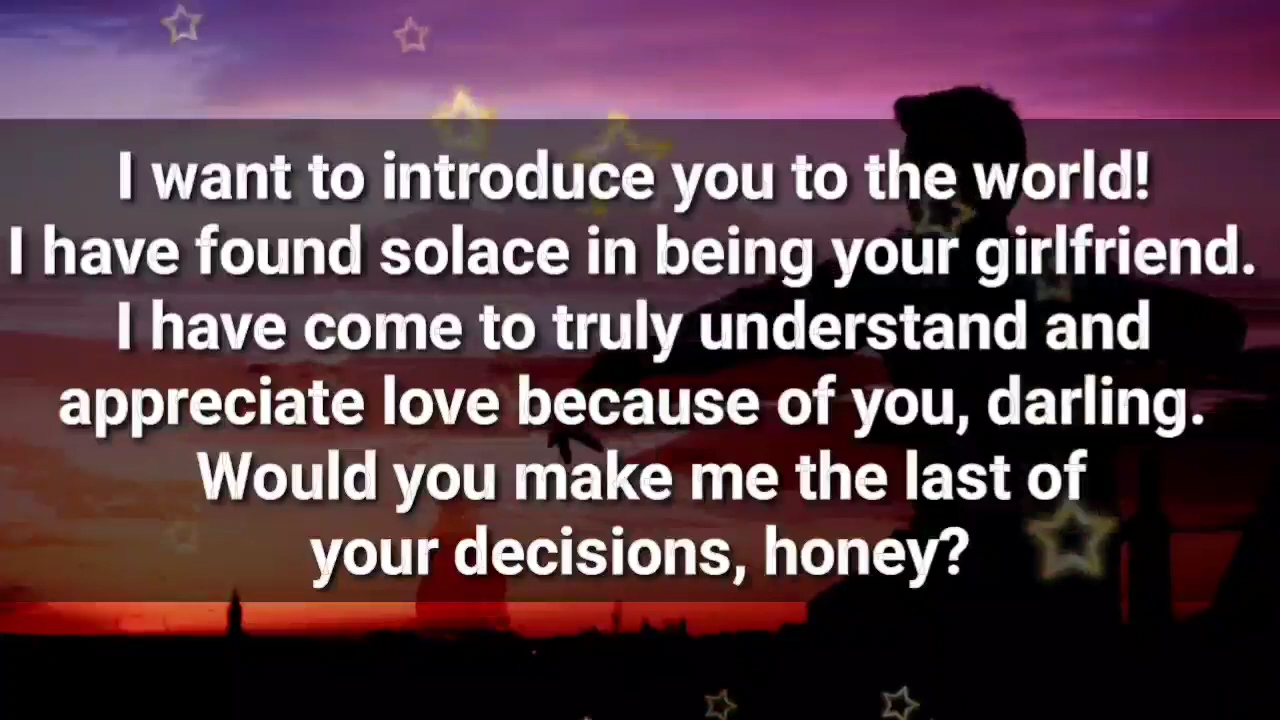 I want to introduce you to the world!
I have found solace in being your girlfriend.
I have come to truly understand and
appreciate love because of you, darling.
Would you make me the last of
your decisions, honey?